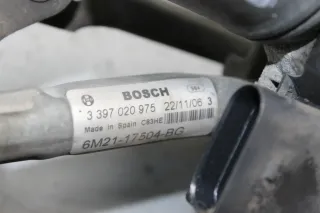 BOSCH
3 397 020 975 22/11/06 3
Made in Spain C83HE
6M21-17504-BG